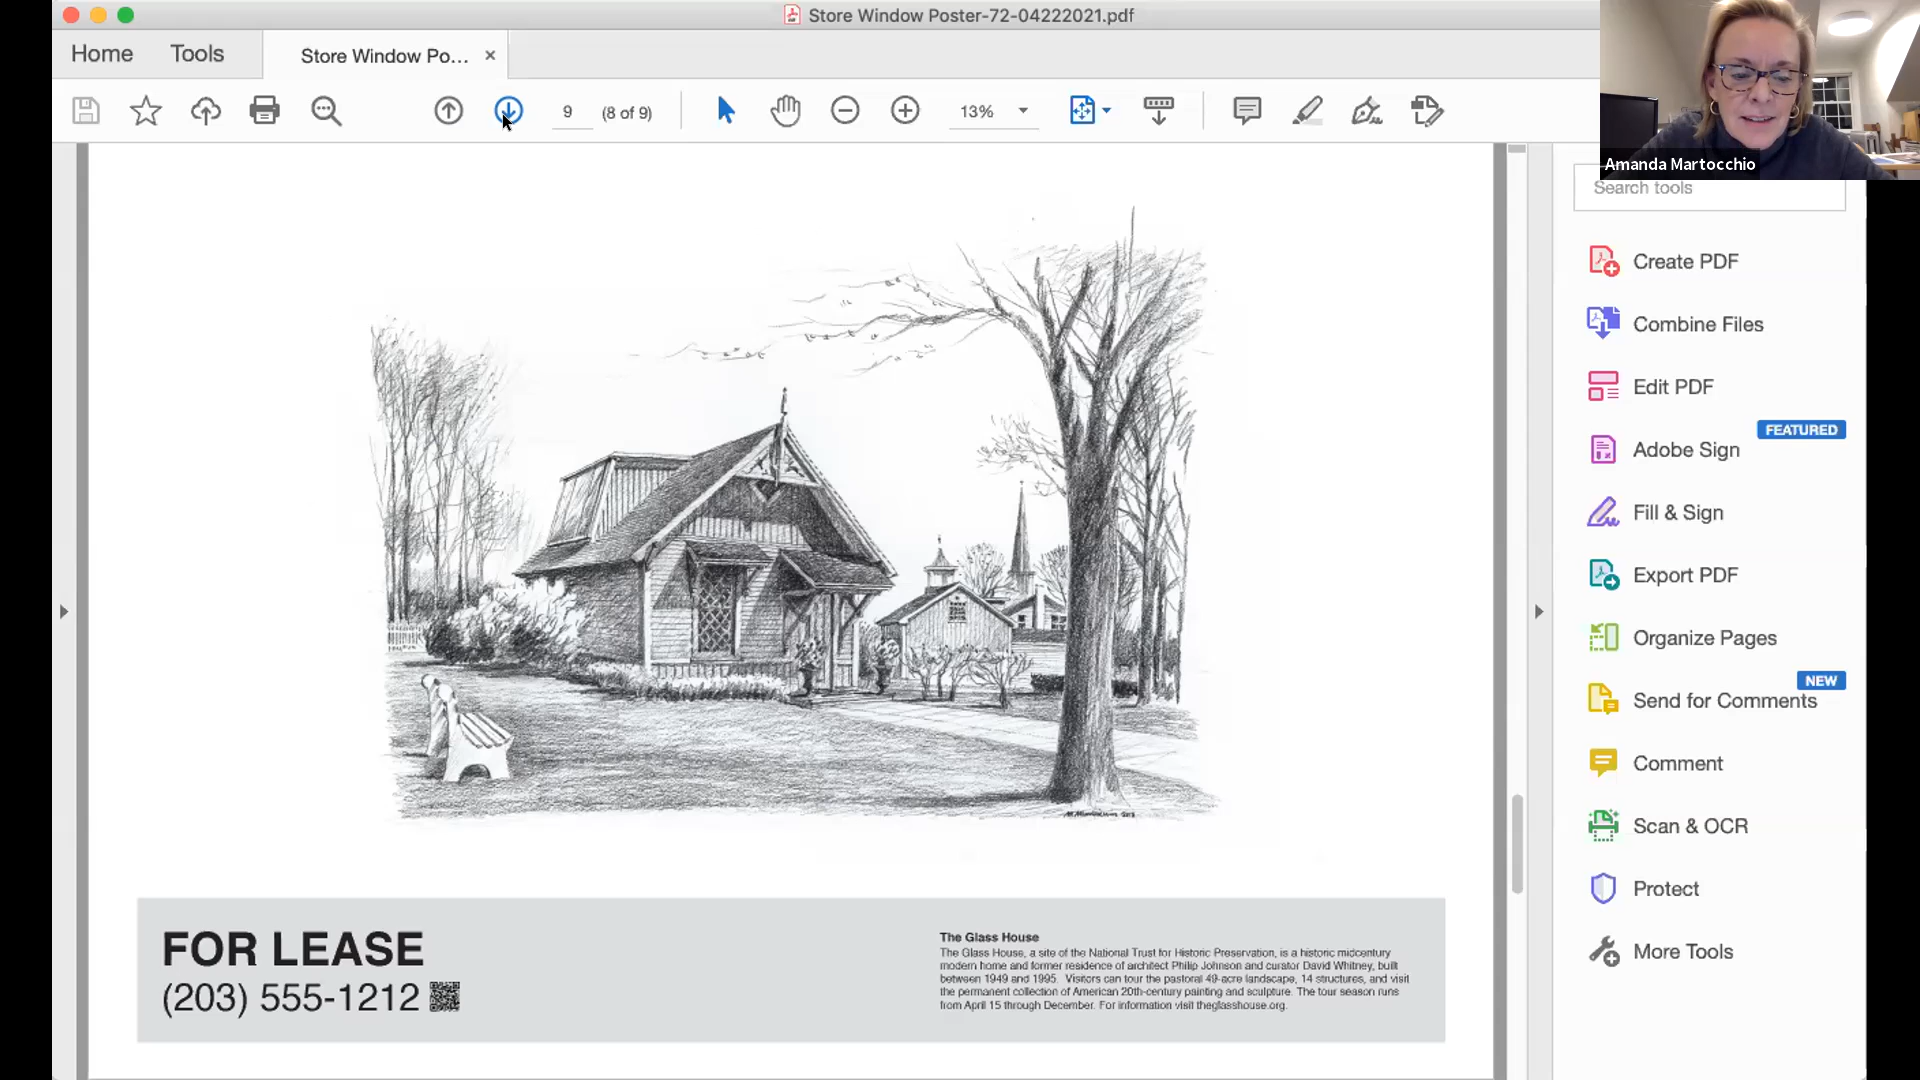 Store Window Poster-72-04222021.pdf
Home
Tools
Store Window Po...
9
(8 of 9)
13%
Amanda Martocchio
Search tools
Create PDF
Combine Files
Edit PDF
FEATURED
Adobe Sign
Fill & Sign
Export PDF
Organize Pages
NEW
Send for Comments
Comment
Scan & OCR
Protect
More Tools
FOR LEASE
(203) 555-1212
The Glass House
The Glass House, a site of the National Trust for Historic Preservation, is a historic midcentury
modern home and former residence of architect Philip Johnson and curator David Whitney, built
between 1949 and 1995. Visitors can tour the pastoral 49-acre landscape, 14 structures, and visit
the permanent collection of American 20th-century painting and sculpture. The tour season runs
from April 15 through December. For information visit theglasshouse.org.